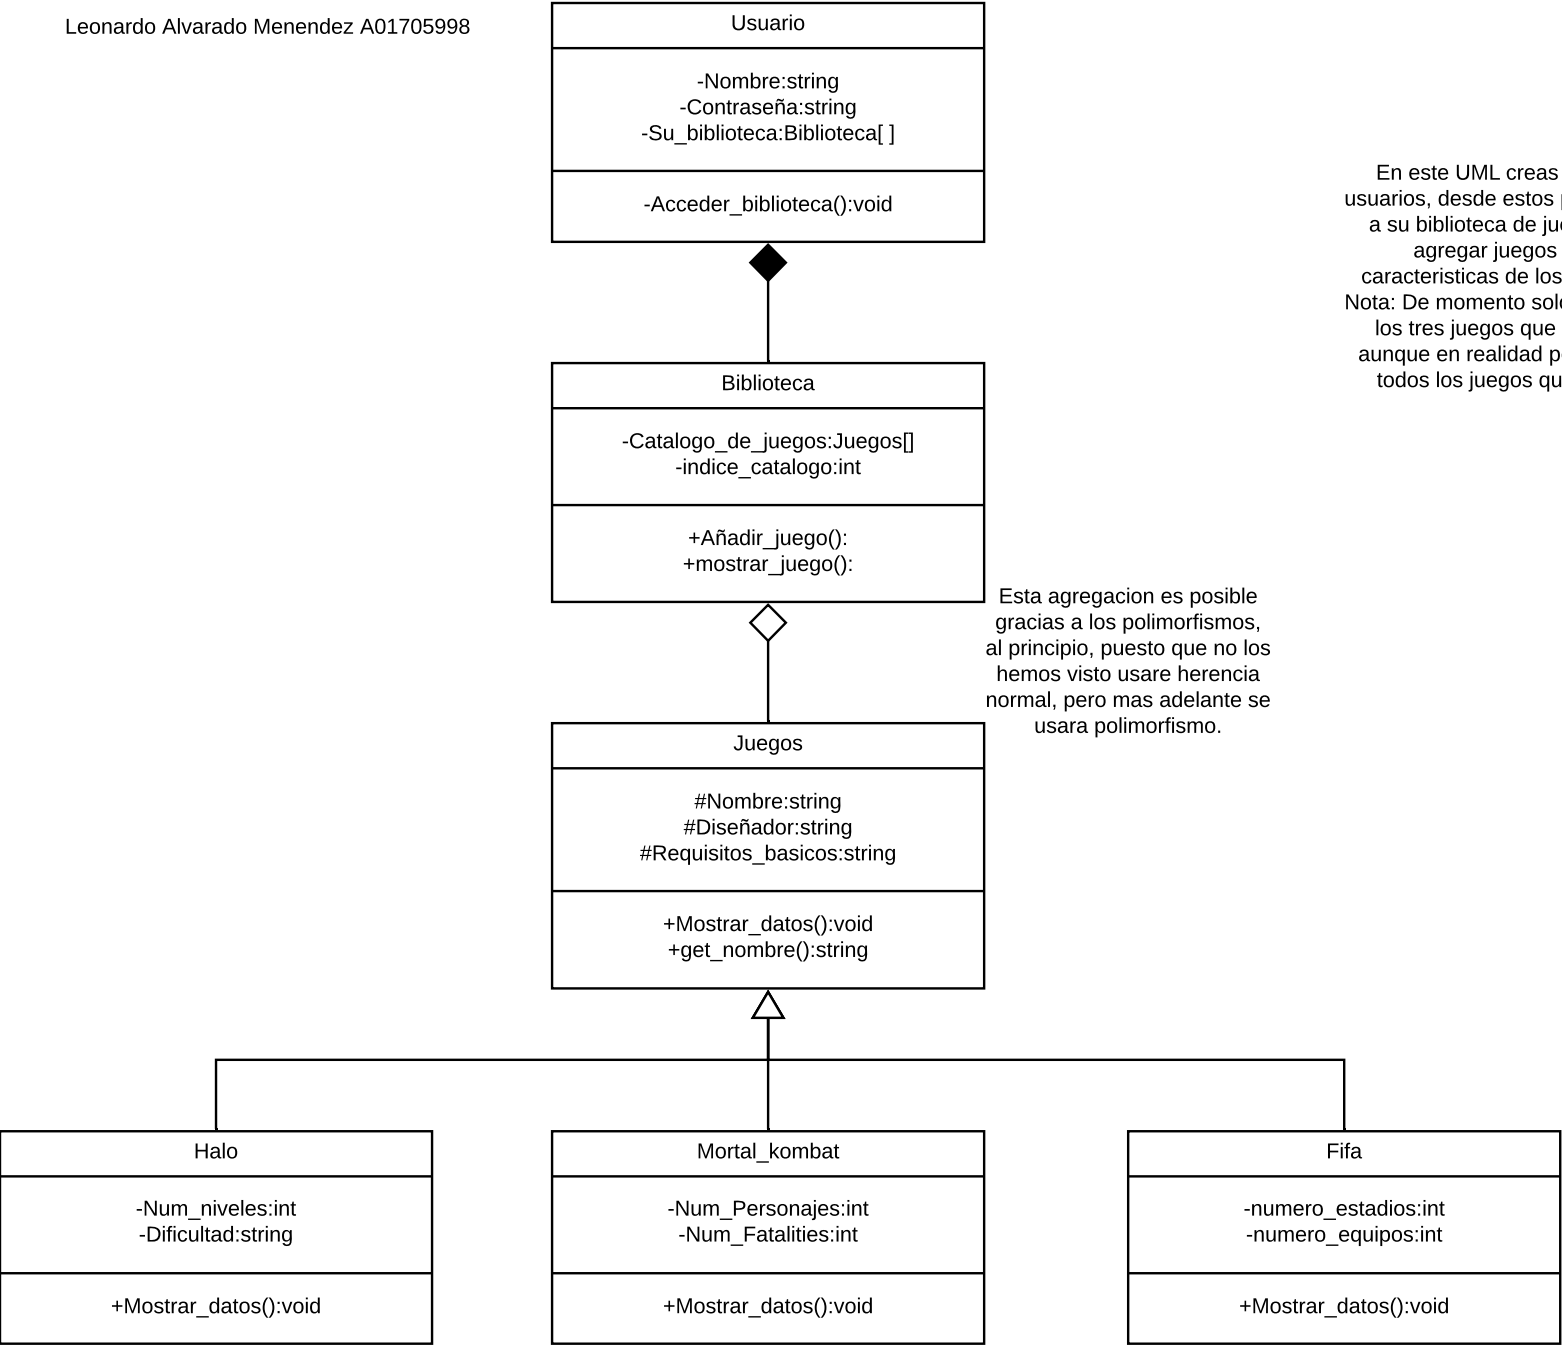 Leonardo Alvarado Menendez A01705998
Usuario
-Nombre:string
-Contraseña:string
-Su_biblioteca:Biblioteca[ ]
-Acceder_biblioteca():void
En este UML creas
usuarios, desde estos
a su biblioteca de
agregar juegos
caracteristicas de los
Nota: De momento
los tres juegos que
aunque en realidad
todos los juegos
Biblioteca
-Catalogo_de_juegos:Juegos[]
-indice_catalogo:int
+Añadir_juego():
+mostrar_juego():
Esta agregacion es posible
gracias a los polimorfismos,
al principio, puesto que no los
hemos visto usare herencia
normal, pero mas adelante se
usara polimorfismo.
Juegos
#Nombre:string
#Diseñador:string
#Requisitos_basicos:string
+Mostrar_datos():void
+get_nombre():string
Halo
-Num_niveles:int
-Dificultad:string
+Mostrar_datos():void
Mortal_kombat
-Num_Personajes:int
-Num_Fatalities:int
+Mostrar_datos():void
Fifa
-numero_estadios:int
-numero_equipos:int
+Mostrar_datos():void